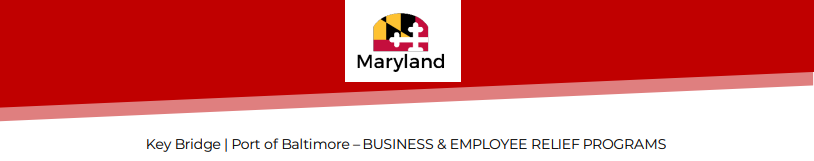 Maryland
Key Bridge | Port of Baltimore – BUSINESS & EMPLOYEE RELIEF PROGRAMS